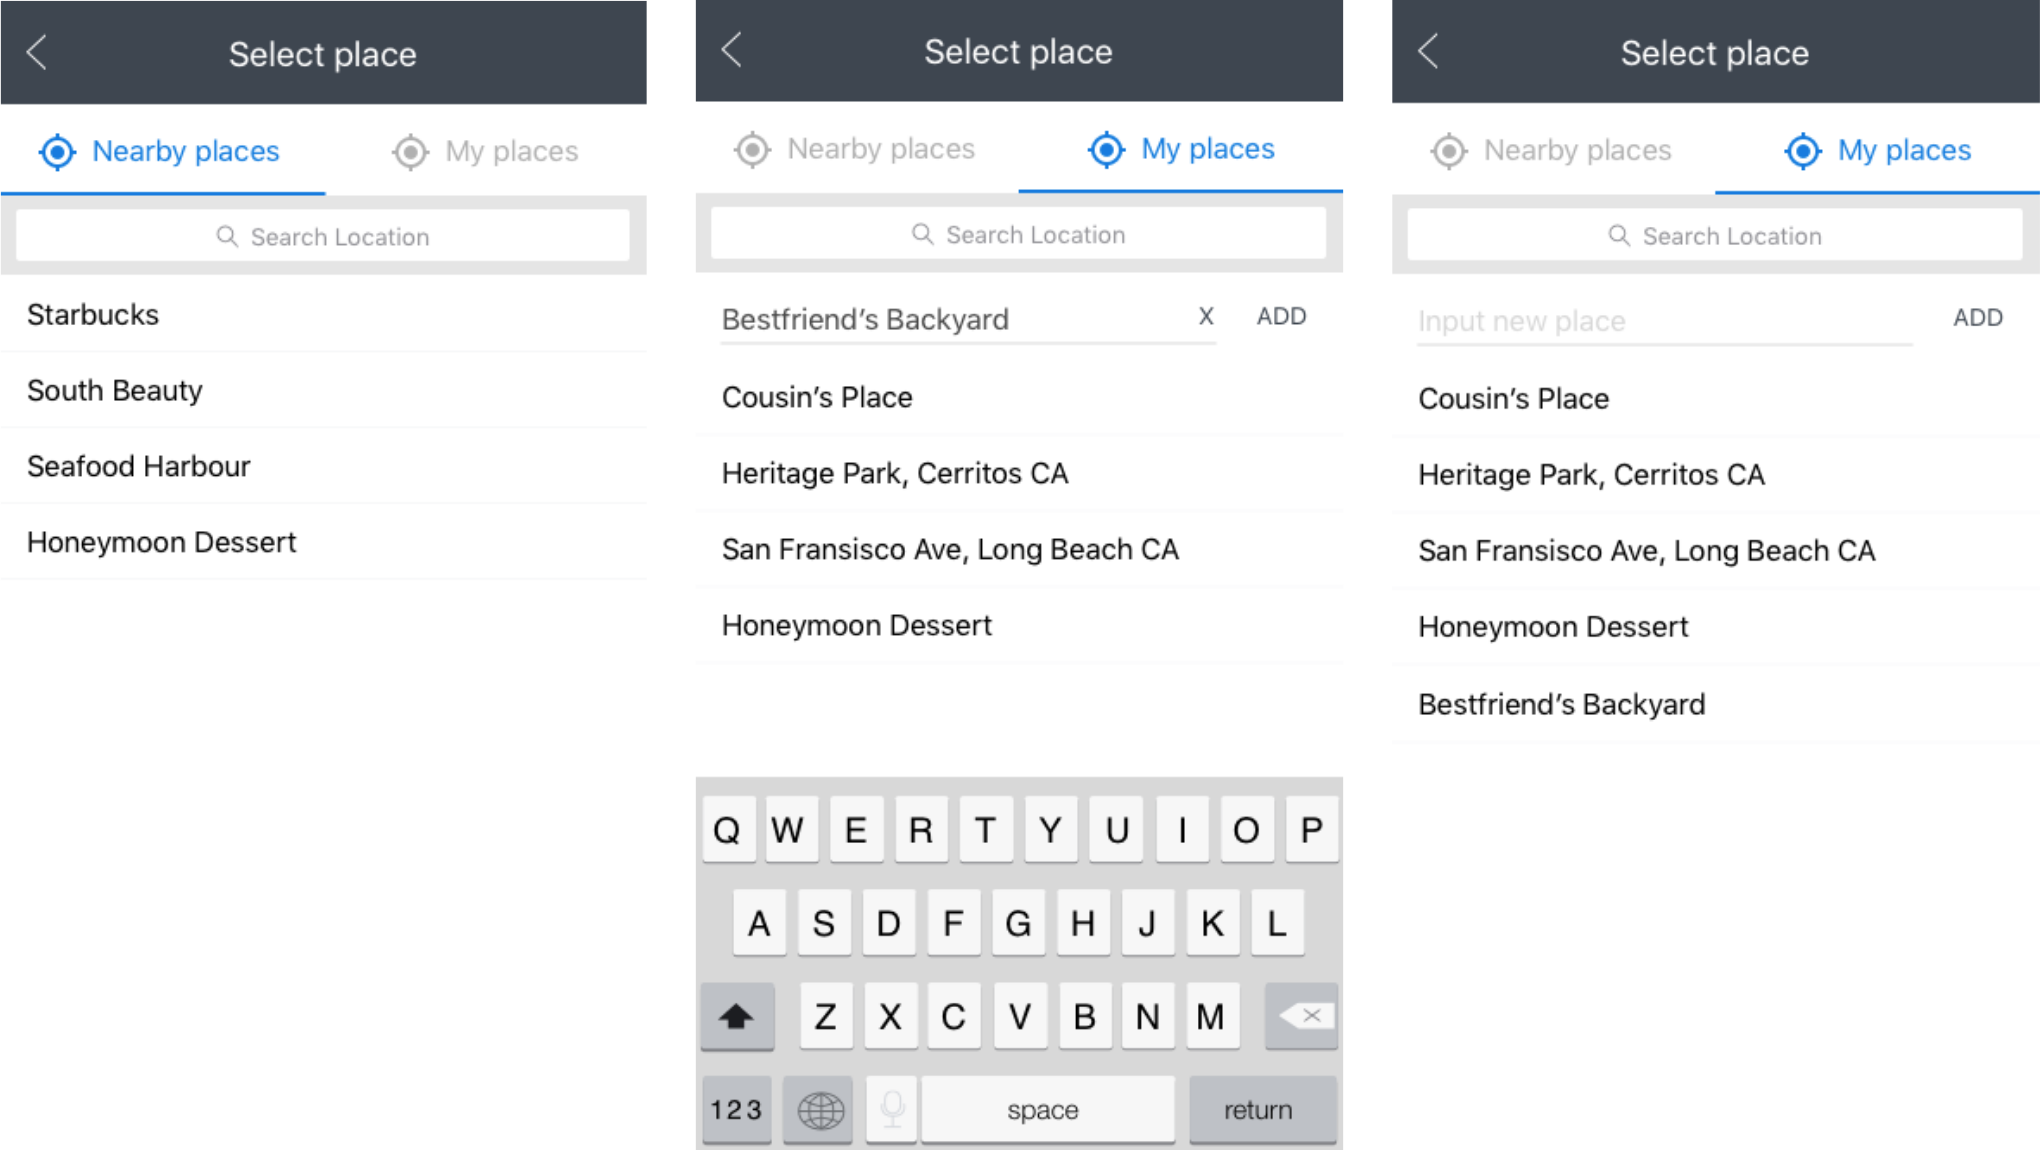 Select place
Nearby places My places
Search Location
Starbucks
South Beauty
Seafood Harbour
Honeymoon Dessert
Select place
Nearby places My places
Search Location
Bestfriend's Backyard X ADD
Cousin's Place
Heritage Park, Cerritos CA
San Fransisco Ave, Long Beach CA
Honeymoon Dessert
Q W E R T Y U I O P
A S D F G H J K L
Z X C V B N M
123 space return
Select place
Nearby places My places
Search Location
Input new place ADD
Cousin's Place
Heritage Park, Cerritos CA
San Fransisco Ave, Long Beach CA
Honeymoon Dessert
Bestfriend's Backyard